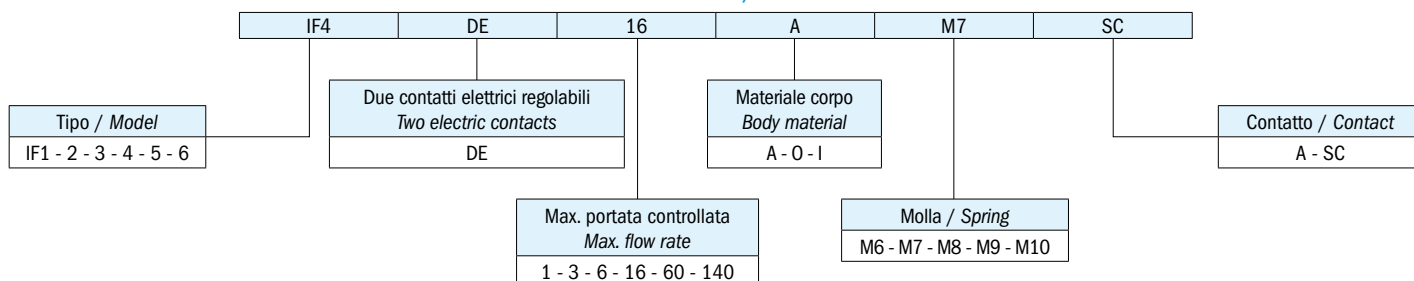 IF4 DE 16 A M7 SC
Due contatti elettrici regolabili
Two electric contacts
DE
Materiale corpo
Body material
A - O - I
Tipo / Model
IF1 - 2 - 3 - 4 - 5 - 6
Contatto / Contact
A - SC
Max. portata controllata
Max. flow rate
1 - 3 - 6 - 16 - 60 - 140
Molla / Spring
M6 - M7 - M8 - M9 - M10